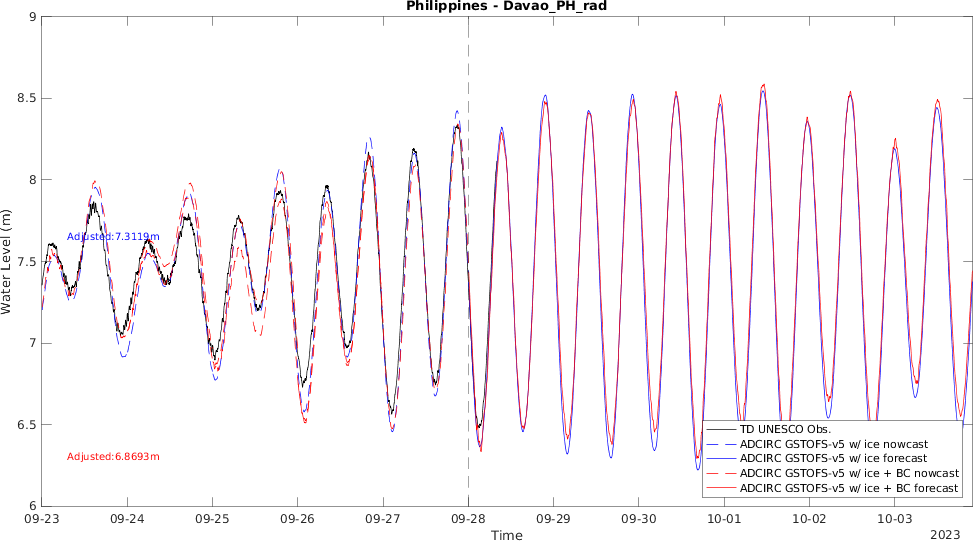 Philippines - Davao_PH_rad
9
8.5
8
7.5
7
6.5
6
Water Level (m)
Adjusted:7.3119m
Adjusted:6.8693m
TD UNESCO Obs.
ADCIRC GSTOFS-v5 w/ ice nowcast
ADCIRC GSTOFS-v5 w/ ice forecast
ADCIRC GSTOFS-v5 w/ ice + BC nowcast
ADCIRC GSTOFS-v5 w/ ice + BC forecast
09-23 09-24 09-25 09-26 09-27 09-28 09-29 09-30 10-01 10-02 10-03
Time
2023